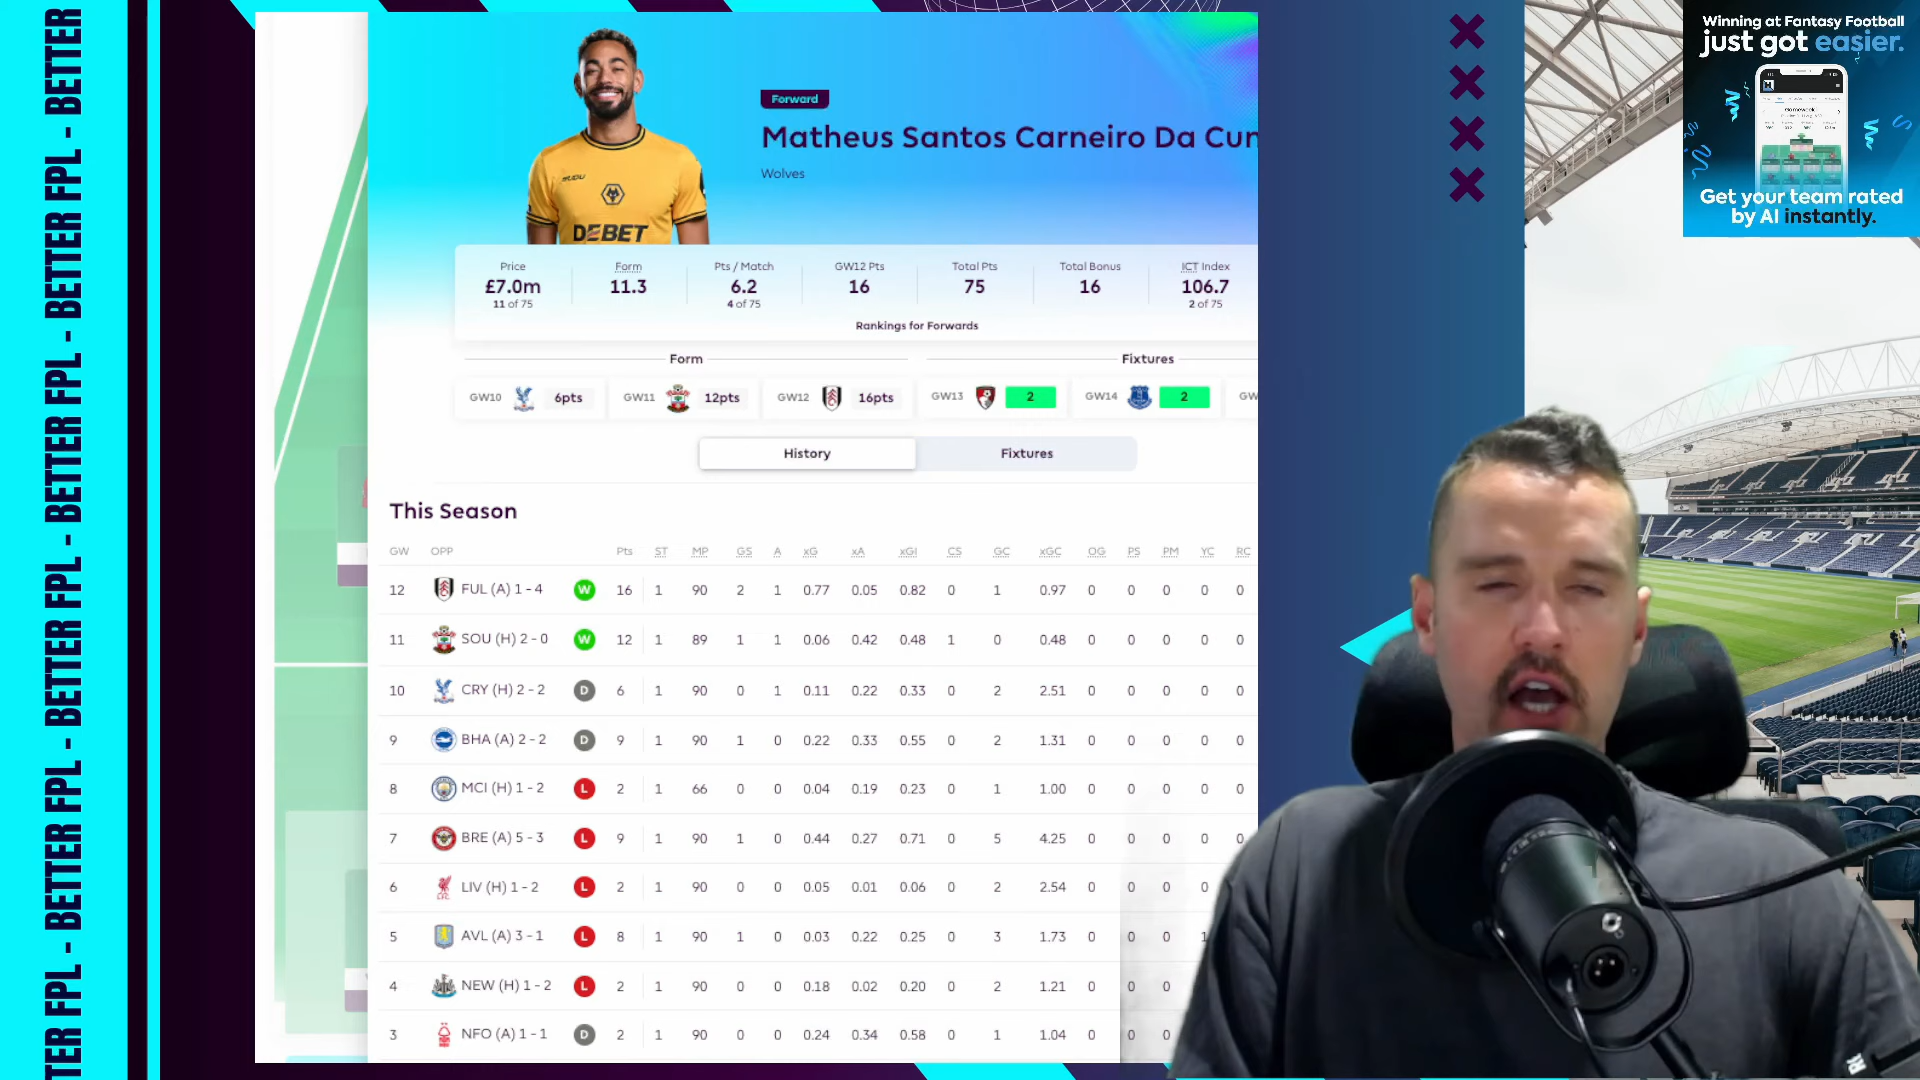 BETTER FPL - BETTER FPL - BETTER FPL - BETTER FPL - BETTER
Winning at Fantasy Football
just got easier.
Get your team rated
by AI instantly.
Forward
Matheus Santos Carneiro Da Cun
Wolves
DEBET
Price Form Pts / Match GW12 Pts Total Pts Total Bonus ICT Index
£7.0m 11.3 6.2 16 75 16 106.7
11 of 75 4 of 75 2 of 75
Rankings for Forwards
Form Fixtures
GW10 6pts GW11 12pts GW12 16pts GW13 2 GW14 2 GW
History Fixtures
This Season
GW OPP Pts ST MP GS A xG xA xGI CS GC xGC OG PS PM YC RC
12 FUL (A) 1 - 4 W 16 1 90 2 1 0.77 0.05 0.82 0 1 0.97 0 0 0 0 0
11 SOU (H) 2 - 0 W 12 1 89 1 1 0.06 0.42 0.48 1 0 0.48 0 0 0 0 0
10 CRY (H) 2 - 2 D 6 1 90 0 1 0.11 0.22 0.33 0 2 2.51 0 0 0 0 0
9 BHA (A) 2 - 2 D 9 1 90 1 0 0.22 0.33 0.55 0 2 1.31 0 0 0 0 0
8 MCI (H) 1 - 2 L 2 1 66 0 0 0.04 0.19 0.23 0 1 1.00 0 0 0 0 0
7 BRE (A) 5 - 3 L 9 1 90 1 0 0.44 0.27 0.71 0 5 4.25 0 0 0 0 0
6 LIV (H) 1 - 2 L 2 1 90 0 0 0.05 0.01 0.06 0 2 2.54 0 0 0 0
5 AVL (A) 3 - 1 L 8 1 90 1 0 0.03 0.22 0.25 0 3 1.73 0 0 0 1
4 NEW (H) 1 - 2 L 2 1 90 0 0 0.18 0.02 0.20 0 2 1.21 0 0 0
3 NFO (A) 1 - 1 D 2 1 90 0 0 0.24 0.34 0.58 0 1 1.04 0 0 0